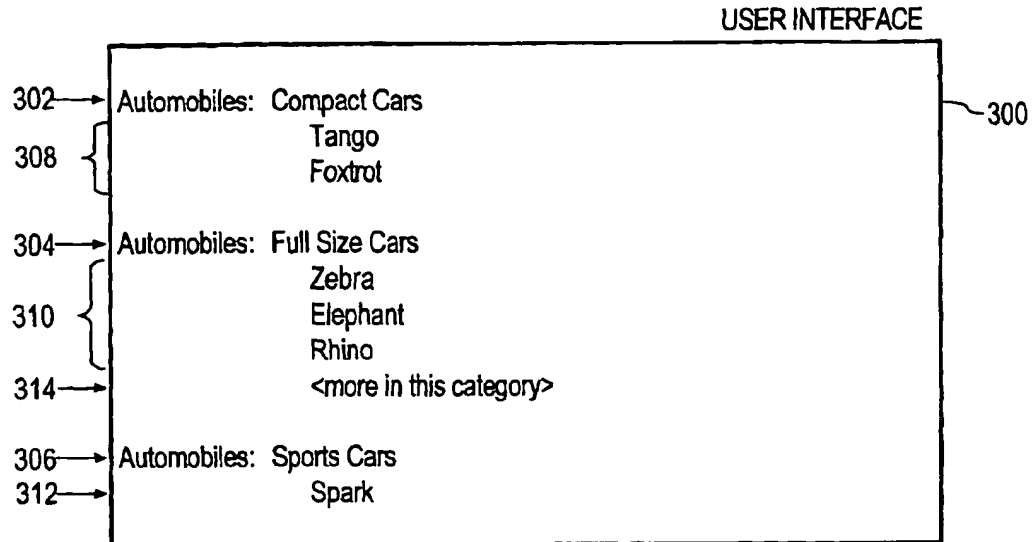 USER INTERFACE
302 Automobiles: Compact Cars 300
Tango
308
Foxtrot
304 Automobiles: Full Size Cars
Zebra
310 Elephant
Rhino
314 <more in this category>
306 Automobiles: Sports Cars
312 Spark